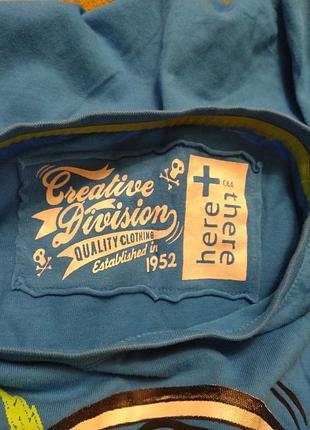 Creative
Division
QUALITY CLOTHING
Established in
1952
here +
there
C&A